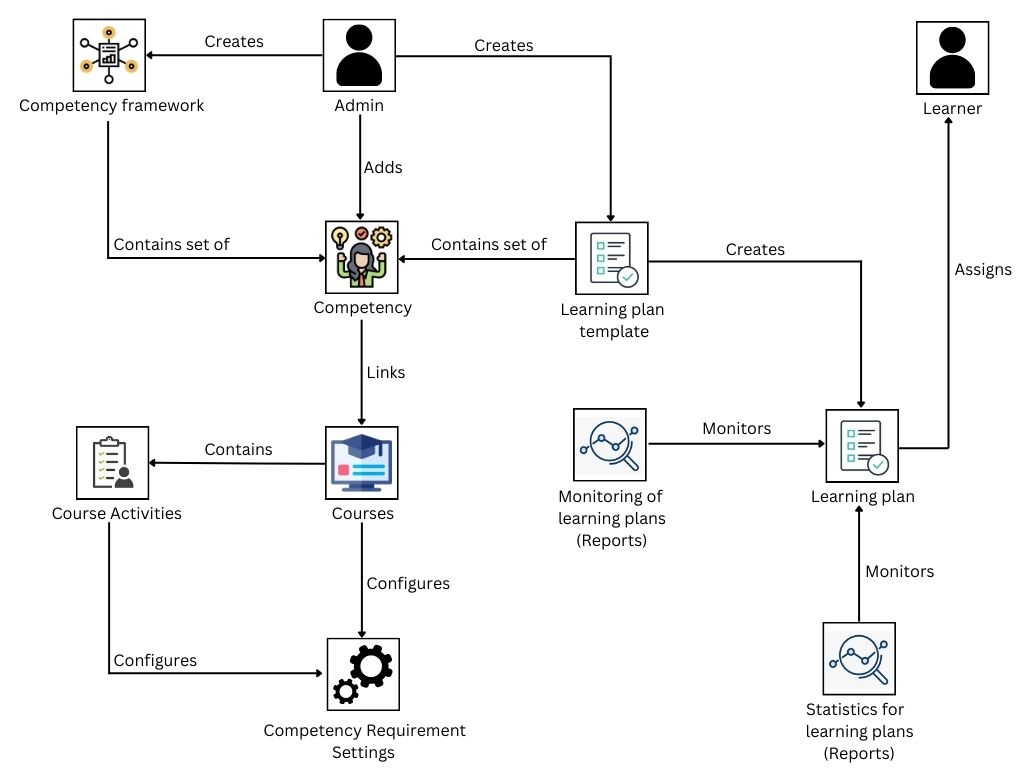 Creates
Creates
Competency framework
Admin
Learner
Adds
Contains set of
Contains set of
Creates
Assigns
Competency
Learning plan
template
Links
Contains
Monitors
Course Activities
Courses
Monitoring of
learning plans
(Reports)
Learning plan
Configures
Monitors
Configures
Competency Requirement
Settings
Statistics for
learning plans
(Reports)